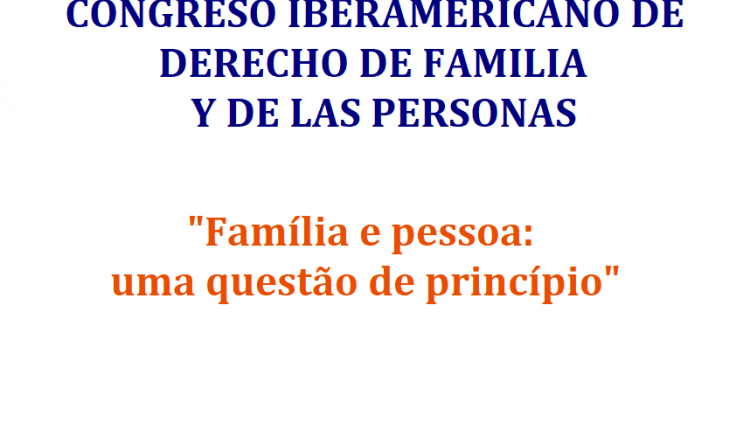 CONGRESO IBERAMERICANO DE
DERECHO DE FAMILIA
Y DE LAS PERSONAS
"Família e pessoa:
uma questão de princípio"